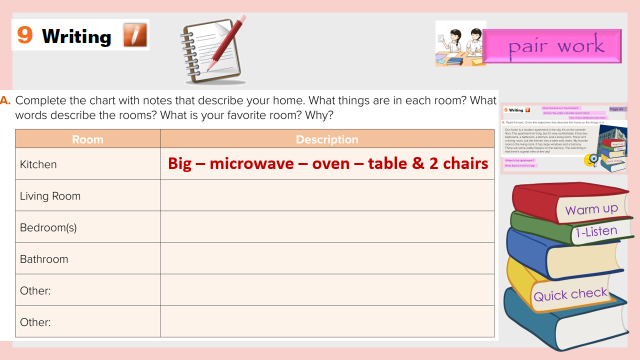 9 Writing
pair work
A. Complete the chart with notes that describe your home. What things are in each room? What
words describe the rooms? What is your favorite room? Why?
Room Description
Kitchen Big – microwave – oven – table & 2 chairs
Living Room
Bedroom(s)
Bathroom
Other:
Other:
9 Writing
Warm up
1-Listen
Quick check